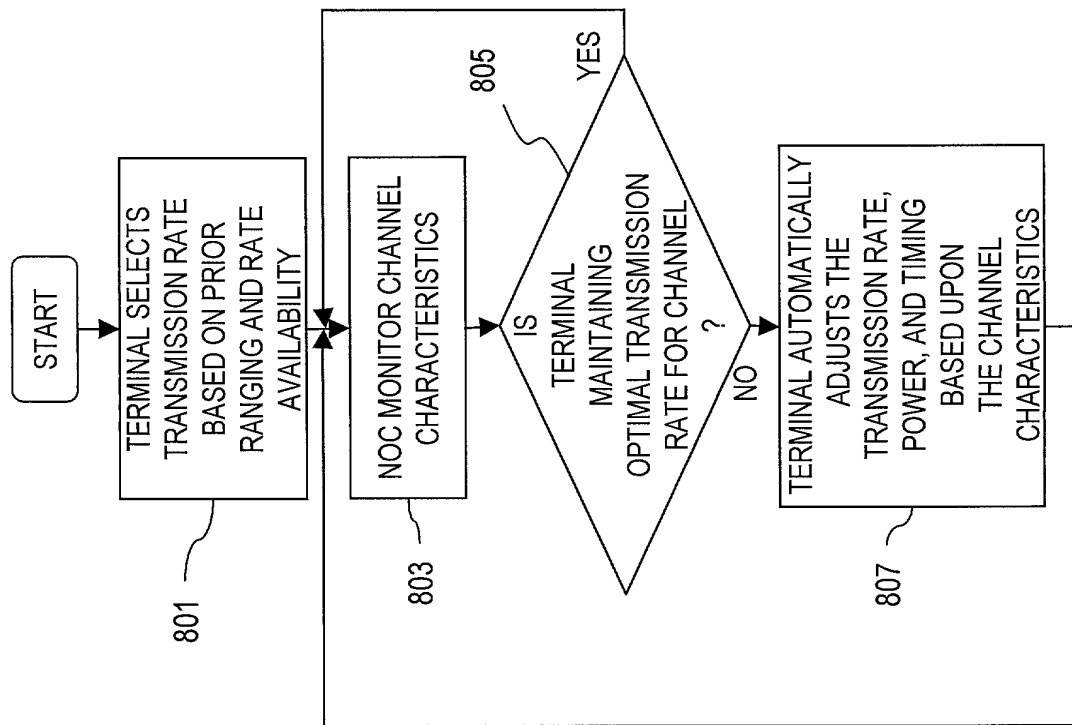 START
TERMINAL SELECTS
TRANSMISSION RATE
BASED ON PRIOR
RANGING AND RATE
AVAILABILITY
801
NOC MONITOR CHANNEL
CHARACTERISTICS
803
IS
TERMINAL
MAINTAINING
OPTIMAL TRANSMISSION
RATE FOR CHANNEL
?
805
YES
NO
TERMINAL AUTOMATICALLY
ADJUSTS THE
TRANSMISSION RATE,
POWER, AND TIMING
BASED UPON
THE CHANNEL
CHARACTERISTICS
807